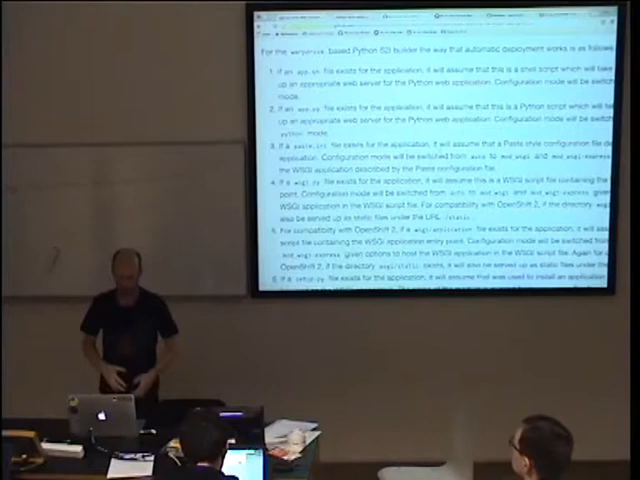 For the warpdrive based Python S2I builder the way that automatic deployment works is as follows
1. If an app.sh file exists for the application, it will assume that this is a shell script which will take
up an appropriate web server for the Python web application. Configuration mode will be switch
mode.
2. If an app.py file exists for the application, it will assume that this is a Python script which will ta
up an appropriate web server for the Python web application. Configuration mode will be switch
python mode.
3. If a paste.ini file exists for the application, it will assume that a Paste style configuration file de
application. Configuration mode will be switched from auto to mod_wsgi and mod_wsgi-express
the WSGI application described by the Paste configuration file.
4. If a wsgi.py file exists for the application, it will assume this is a WSGI script file containing the
point. Configuration mode will be switched from auto to mod_wsgi and mod_wsgi-express given
WSGI application in the WSGI script file. For compatibility with OpenShift 2, if the directory wsg
also be served up as static files under the URL /static.
5. For compatibility with OpenShift 2, if a wsgi/application file exists for the application, it will ass
script file containing the WSGI application entry point. Configuration mode will be switched from
mod_wsgi-express given options to host the WSGI application in the WSGI script file. Again for c
OpenShift 2, if the directory wsgi/static exists, it will also be served up as static files under the
6. If a setup.py file exists for the application, it will assume that was used to install an application